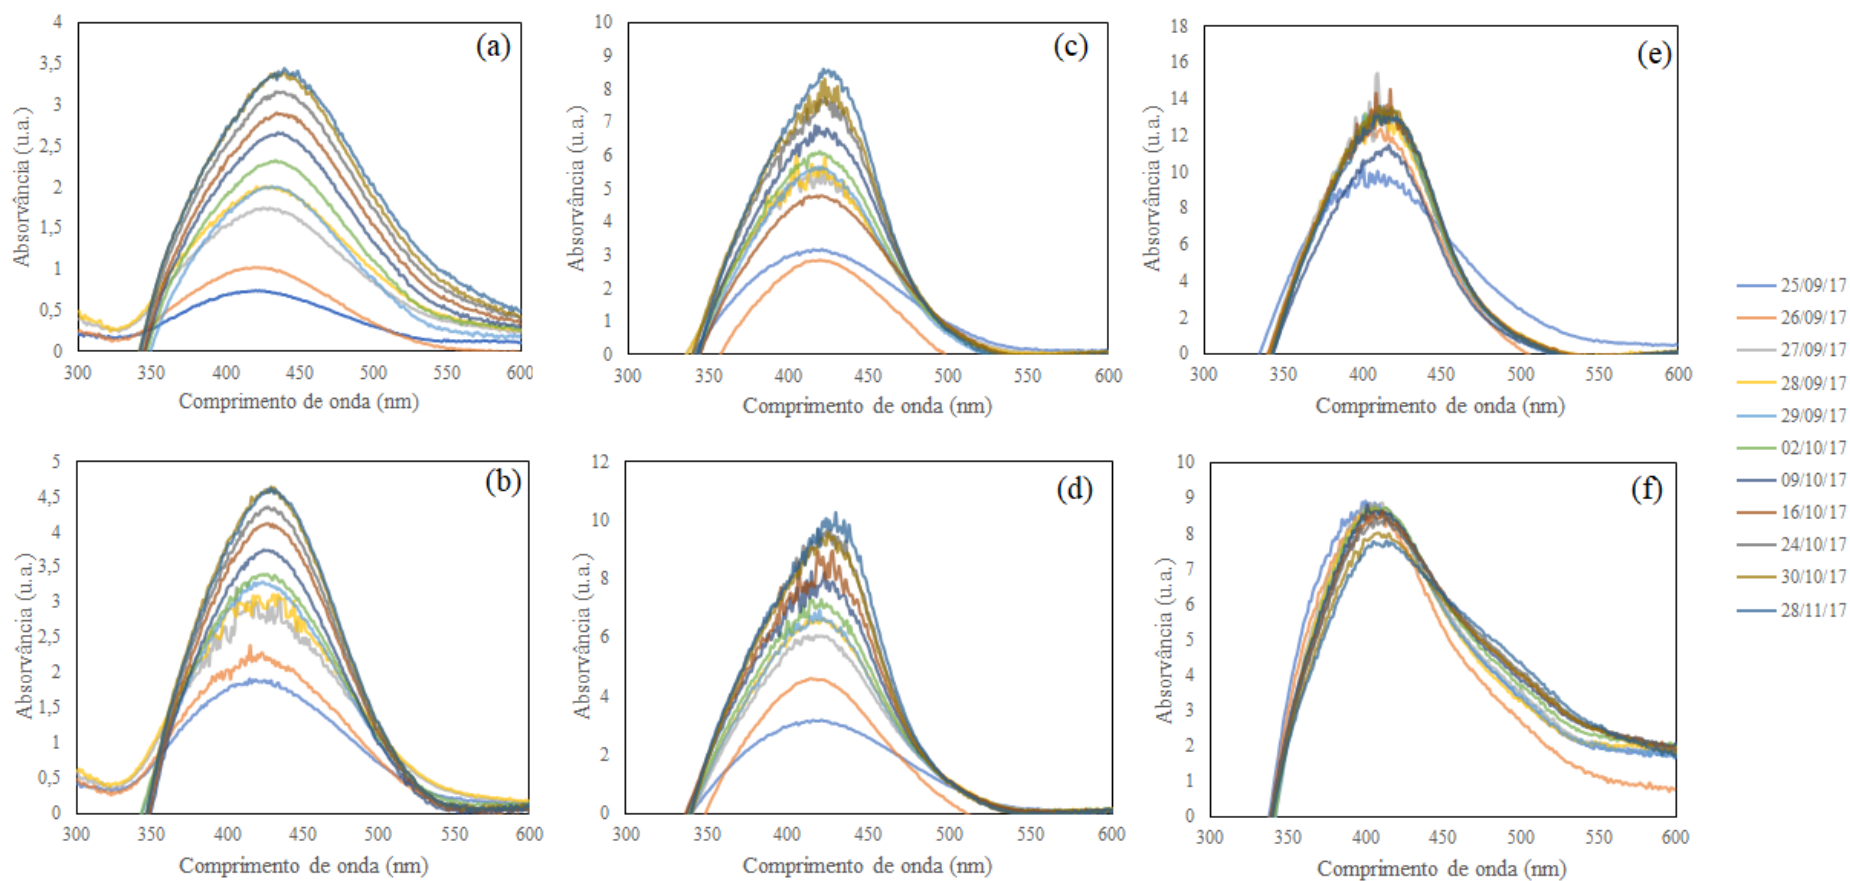 (a)
Absorvância (u.a.)
4
3,5
3
2,5
2
1,5
1
0,5
0
300 350 400 450 500 550 600
Comprimento de onda (nm)
(c)
Absorvância (u.a.)
10
9
8
7
6
5
4
3
2
1
0
300 350 400 450 500 550 600
Comprimento de onda (nm)
(e)
Absorvância (u.a.)
18
16
14
12
10
8
6
4
2
0
300 350 400 450 500 550 600
Comprimento de onda (nm)
(b)
Absorvância (u.a.)
5
4,5
4
3,5
3
2,5
2
1,5
1
0,5
0
300 350 400 450 500 550 600
Comprimento de onda (nm)
(d)
Absorvância (u.a.)
12
10
8
6
4
2
0
300 350 400 450 500 550 600
Comprimento de onda (nm)
(f)
Absorvância (u.a.)
10
9
8
7
6
5
4
3
2
1
0
300 350 400 450 500 550 600
Comprimento de onda (nm)
25/09/17
26/09/17
27/09/17
28/09/17
29/09/17
02/10/17
09/10/17
16/10/17
24/10/17
30/10/17
28/11/17